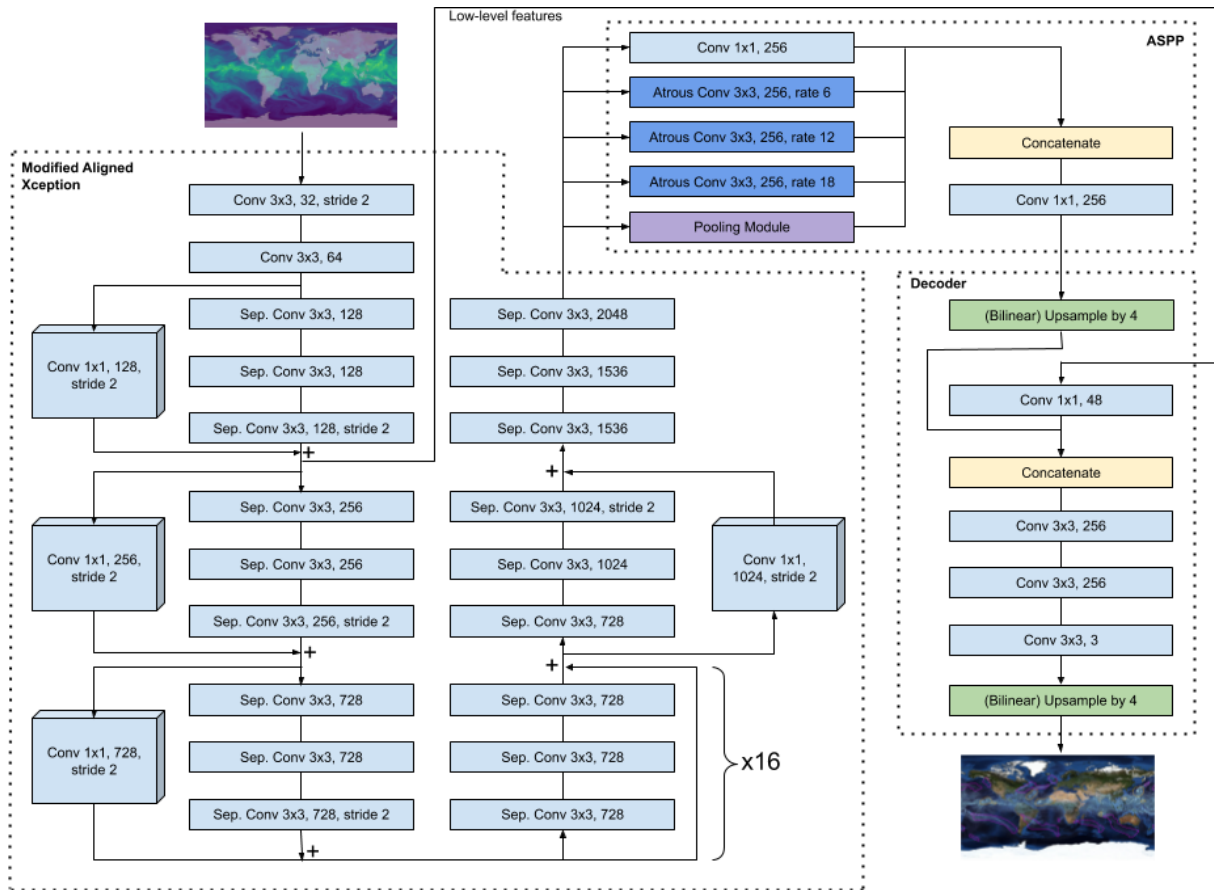 Low-level features
Modified Aligned
Xception
Conv 3x3, 32, stride 2
Conv 3x3, 64
Conv 1x1, 128,
stride 2
Sep. Conv 3x3, 128
Sep. Conv 3x3, 128
Sep. Conv 3x3, 128, stride 2
+
Conv 1x1, 256,
stride 2
Sep. Conv 3x3, 256
Sep. Conv 3x3, 256
Sep. Conv 3x3, 256, stride 2
+
Conv 1x1, 728,
stride 2
Sep. Conv 3x3, 728
Sep. Conv 3x3, 728
Sep. Conv 3x3, 728, stride 2
+
Sep. Conv 3x3, 2048
Sep. Conv 3x3, 1536
Sep. Conv 3x3, 1536
+
Sep. Conv 3x3, 1024, stride 2
Sep. Conv 3x3, 1024
Sep. Conv 3x3, 728
Conv 1x1,
1024, stride 2
+
Sep. Conv 3x3, 728
Sep. Conv 3x3, 728
Sep. Conv 3x3, 728
x16
ASPP
Conv 1x1, 256
Atrous Conv 3x3, 256, rate 6
Atrous Conv 3x3, 256, rate 12
Atrous Conv 3x3, 256, rate 18
Pooling Module
Concatenate
Conv 1x1, 256
Decoder
(Bilinear) Upsample by 4
Conv 1x1, 48
Concatenate
Conv 3x3, 256
Conv 3x3, 256
Conv 3x3, 3
(Bilinear) Upsample by 4